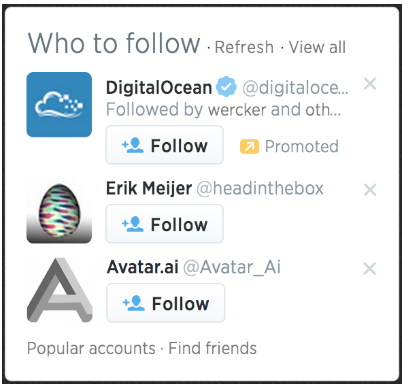 Who to follow · Refresh · View all
DigitalOcean @digitaloce...
Followed by wercker and oth...
Follow Promoted
Erik Meijer @headinthebox
Follow
Avatar.ai @Avatar_Ai
Follow
Popular accounts · Find friends